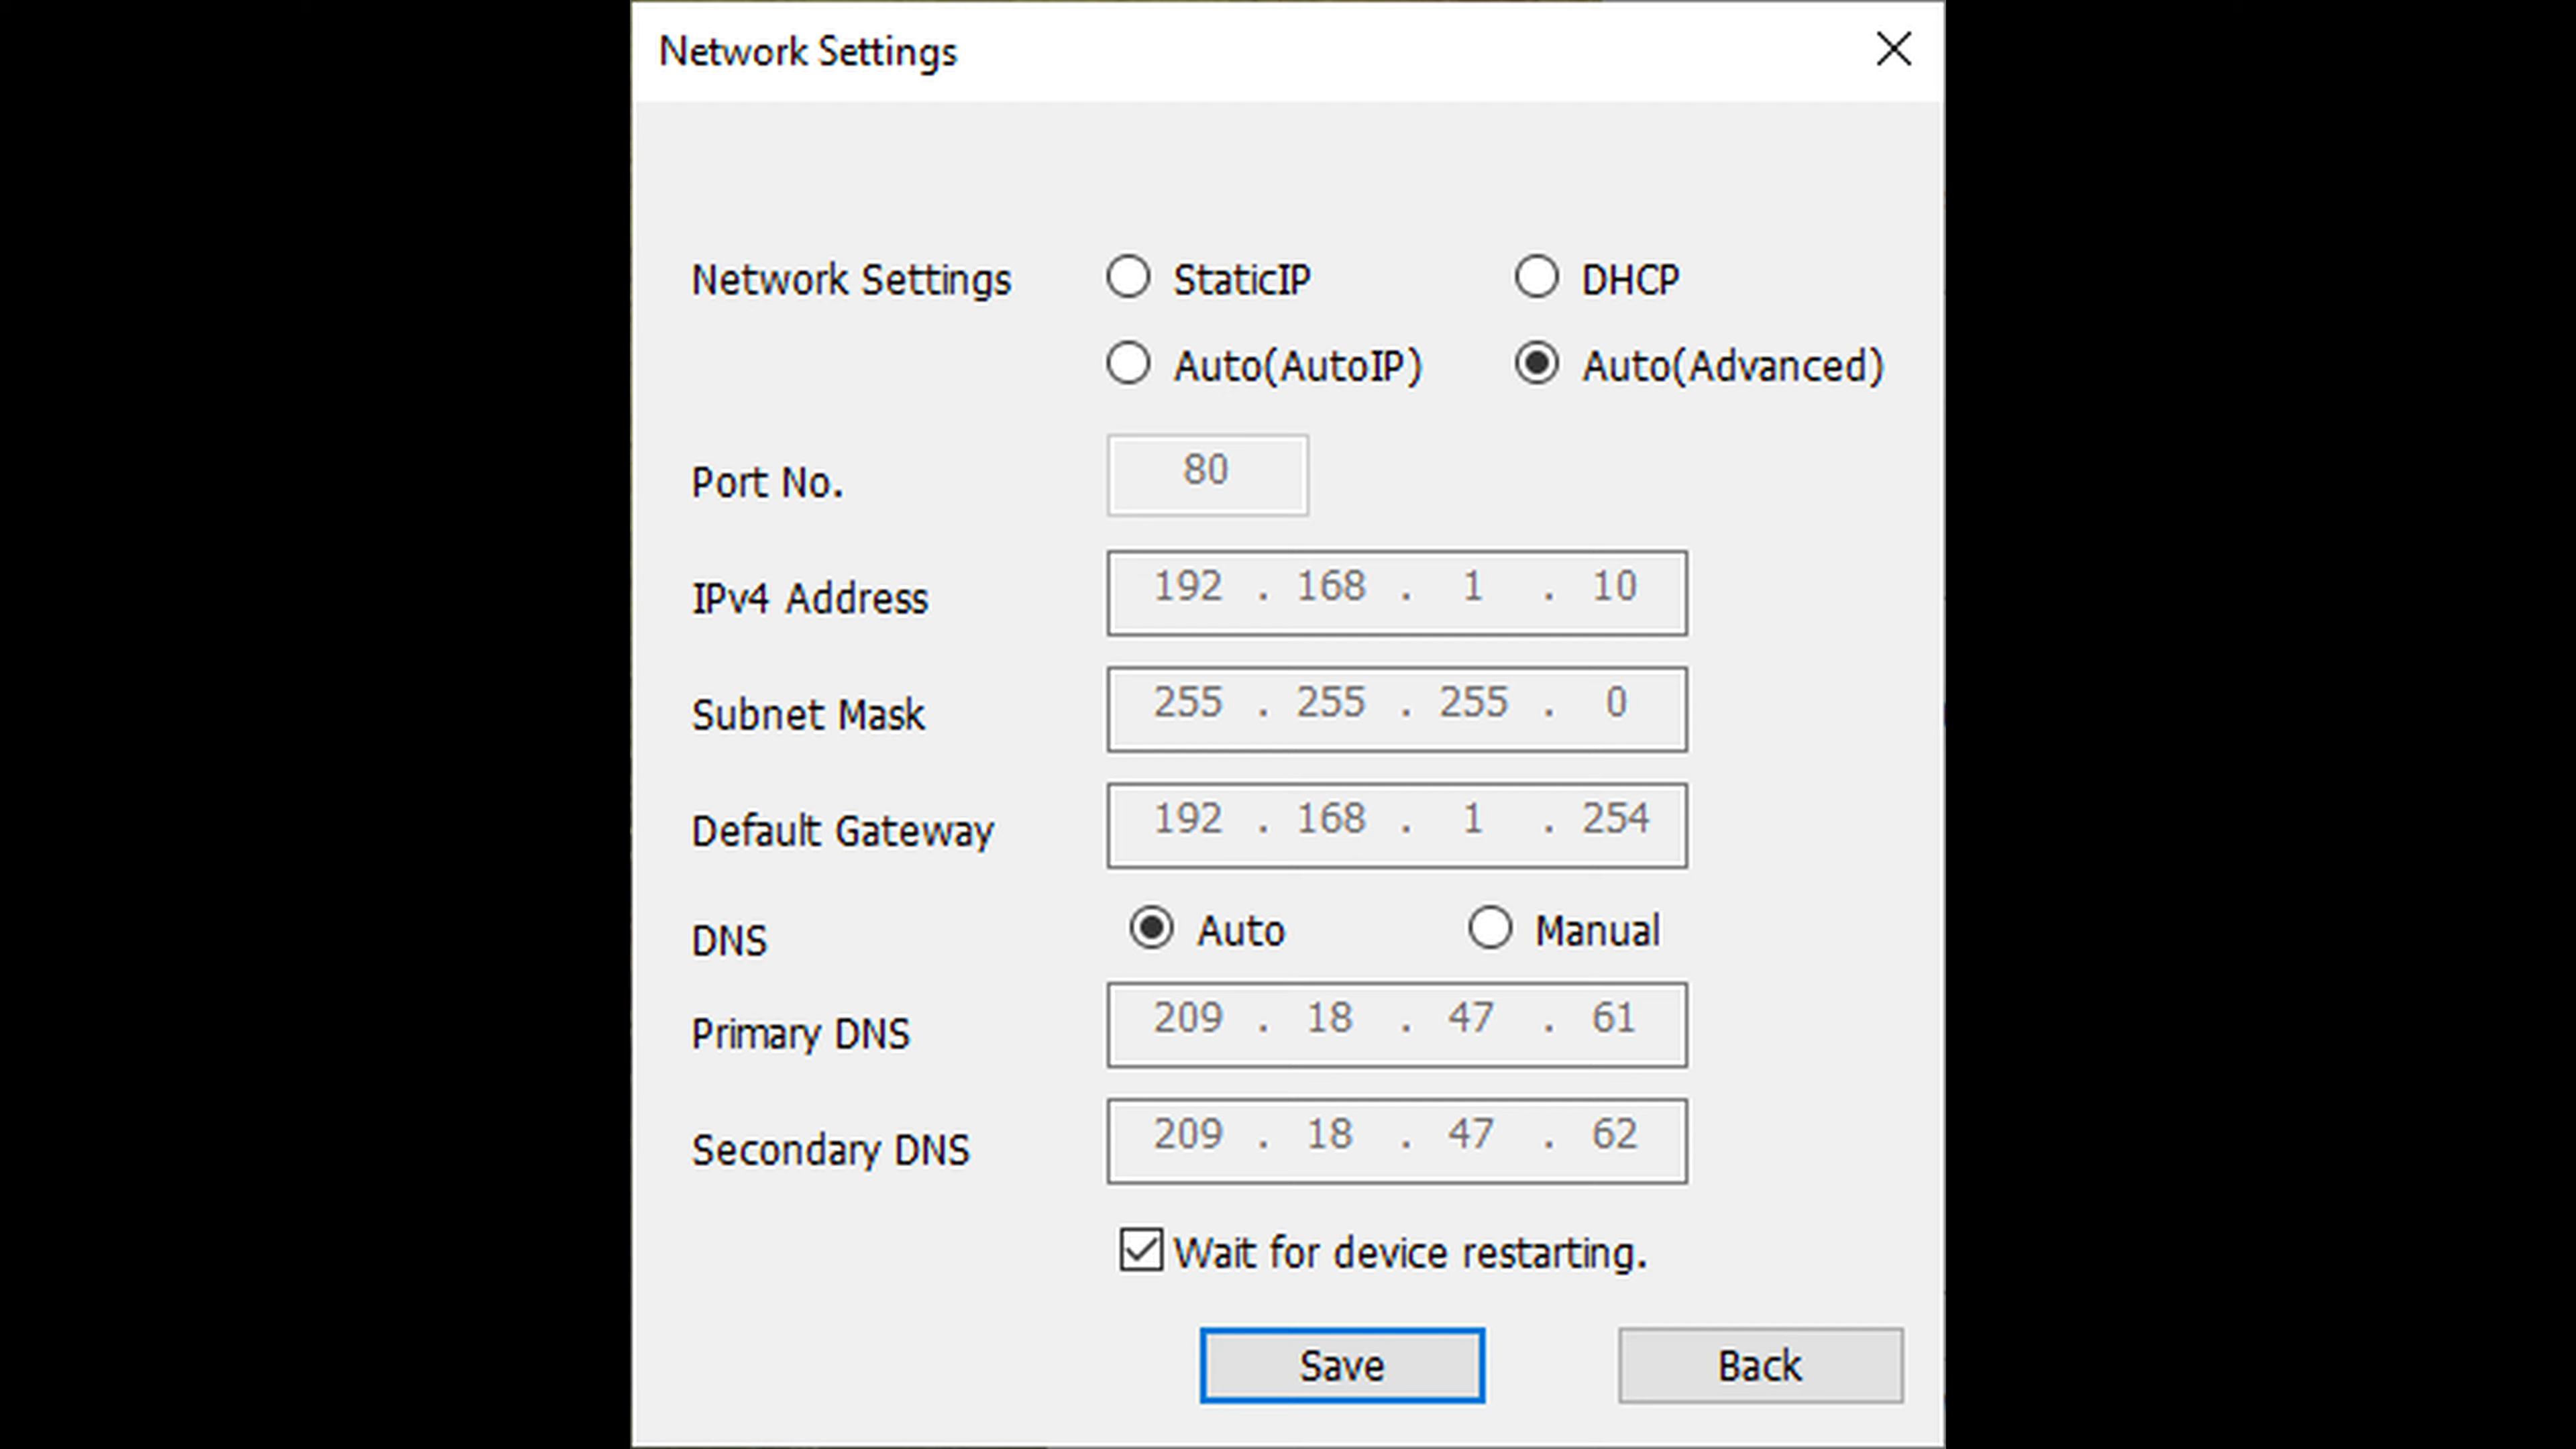 Network Settings
Network Settings StaticIP DHCP
Auto(AutoIP) Auto(Advanced)
Port No. 80
IPv4 Address 192 . 168 . 1 . 10
Subnet Mask 255 . 255 . 255 . 0
Default Gateway 192 . 168 . 1 . 254
DNS Auto Manual
Primary DNS 209 . 18 . 47 . 61
Secondary DNS 209 . 18 . 47 . 62
Wait for device restarting.
Save Back